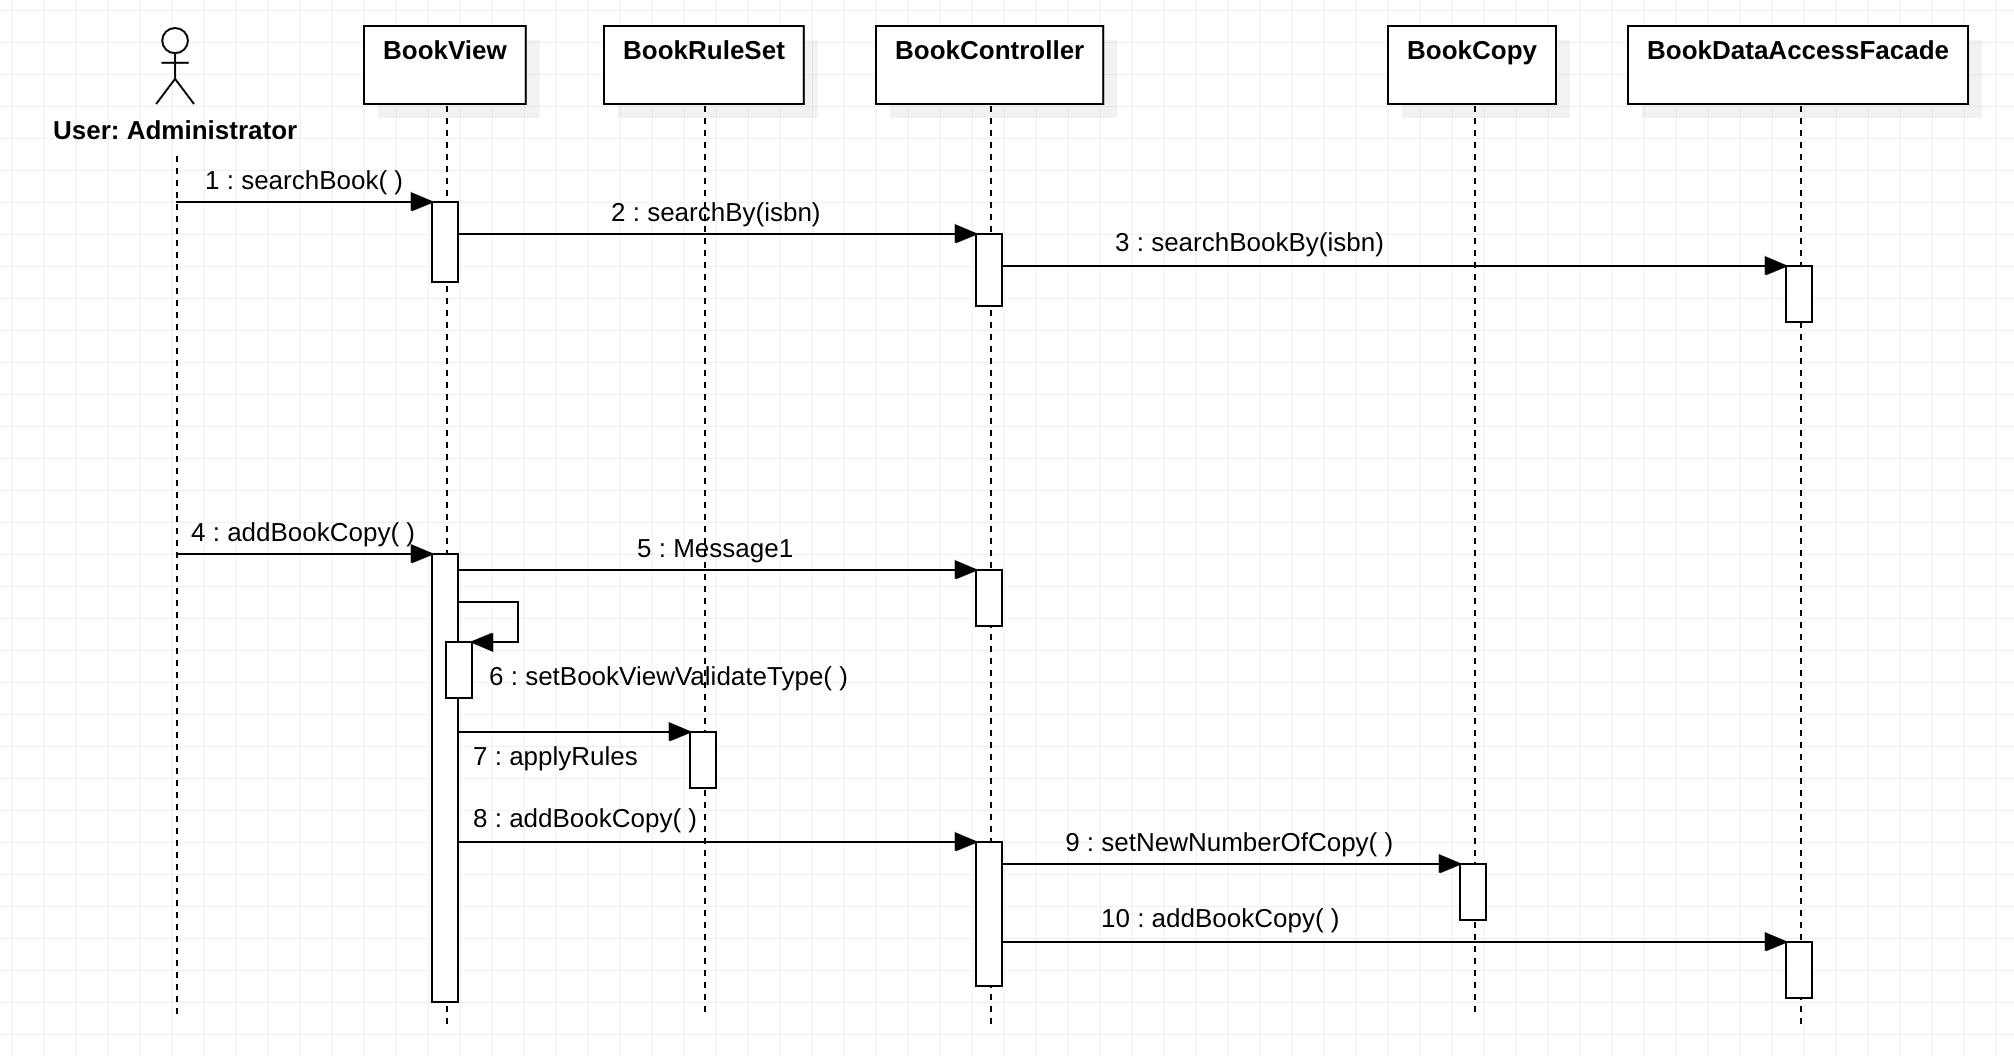 BookView
BookRuleSet
BookController
BookCopy
BookDataAccessFacade
User: Administrator
1 : searchBook( )
2 : searchBy(isbn)
3 : searchBookBy(isbn)
4 : addBookCopy( )
5 : Message1
6 : setBookViewValidateType( )
7 : applyRules
8 : addBookCopy( )
9 : setNewNumberOfCopy( )
10 : addBookCopy( )